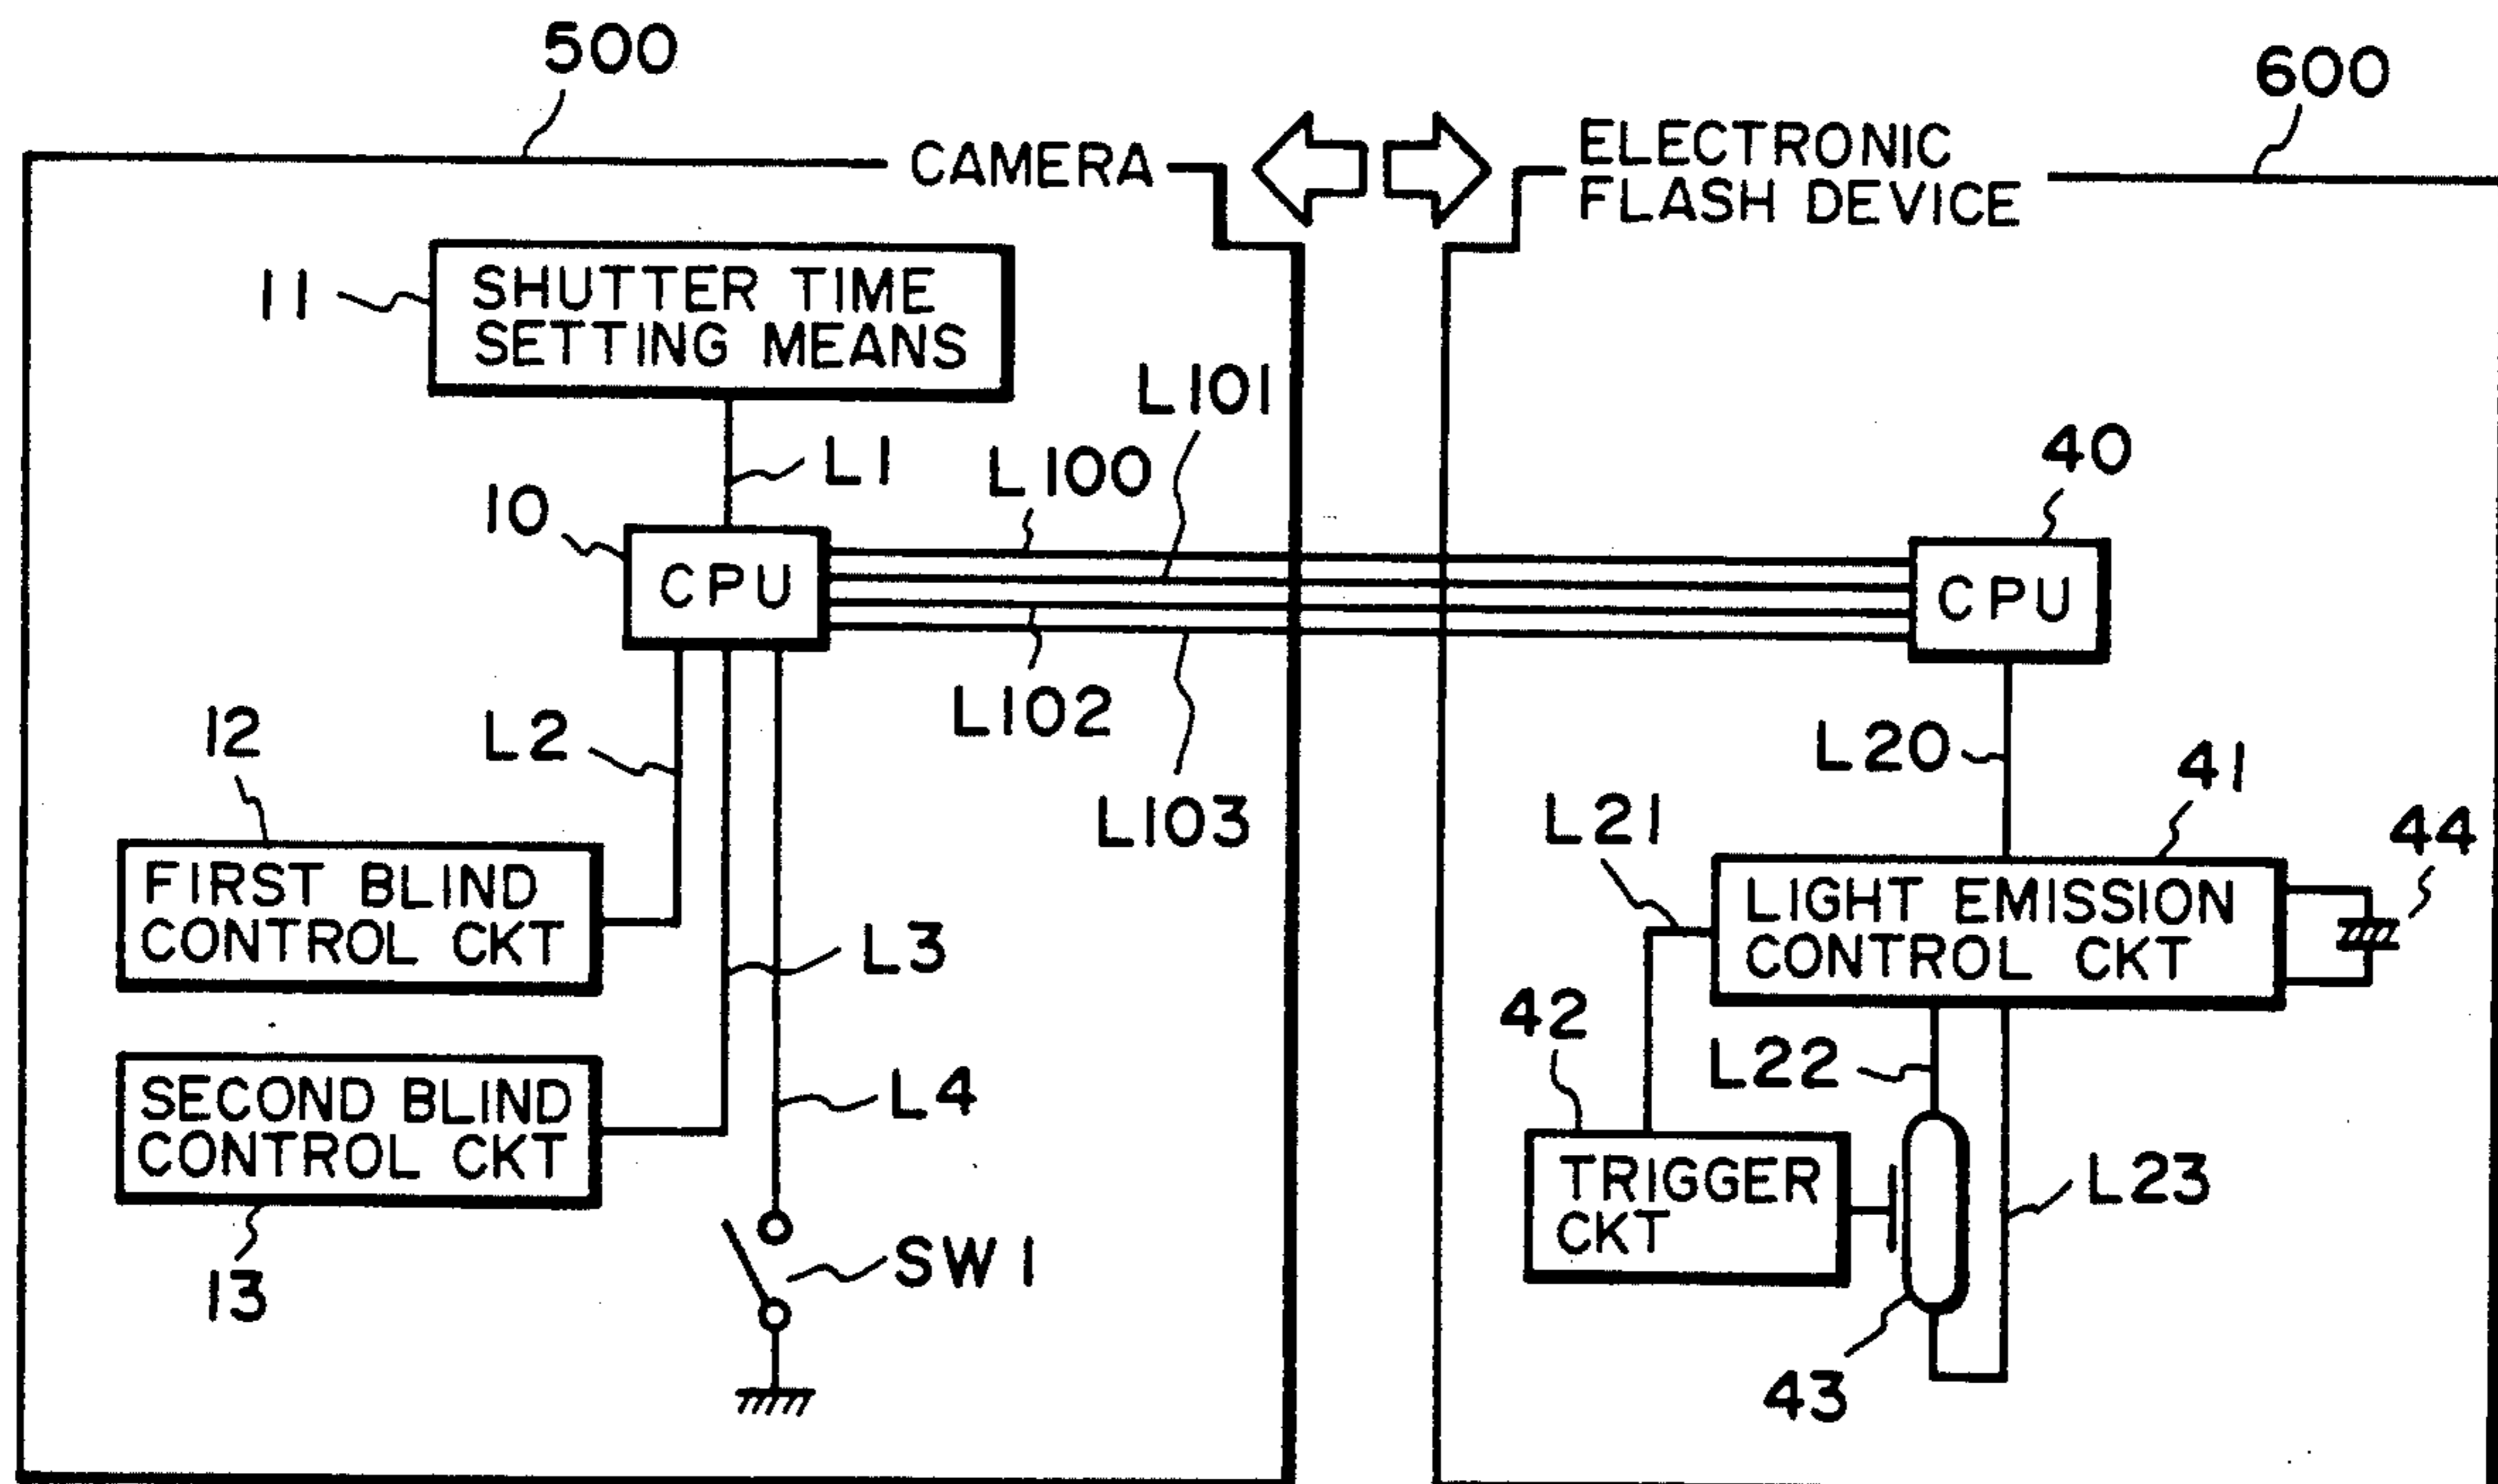 500
600
CAMERA
ELECTRONIC
FLASH DEVICE
11
SHUTTER TIME
SETTING MEANS
L101
L1
L100
10
CPU
40
CPU
L102
L103
12
L2
FIRST BLIND
CONTROL CKT
L3
SECOND BLIND
CONTROL CKT
13
L4
SW1
L20
41
44
L21
LIGHT EMISSION
CONTROL CKT
42
L22
TRIGGER
CKT
L23
43